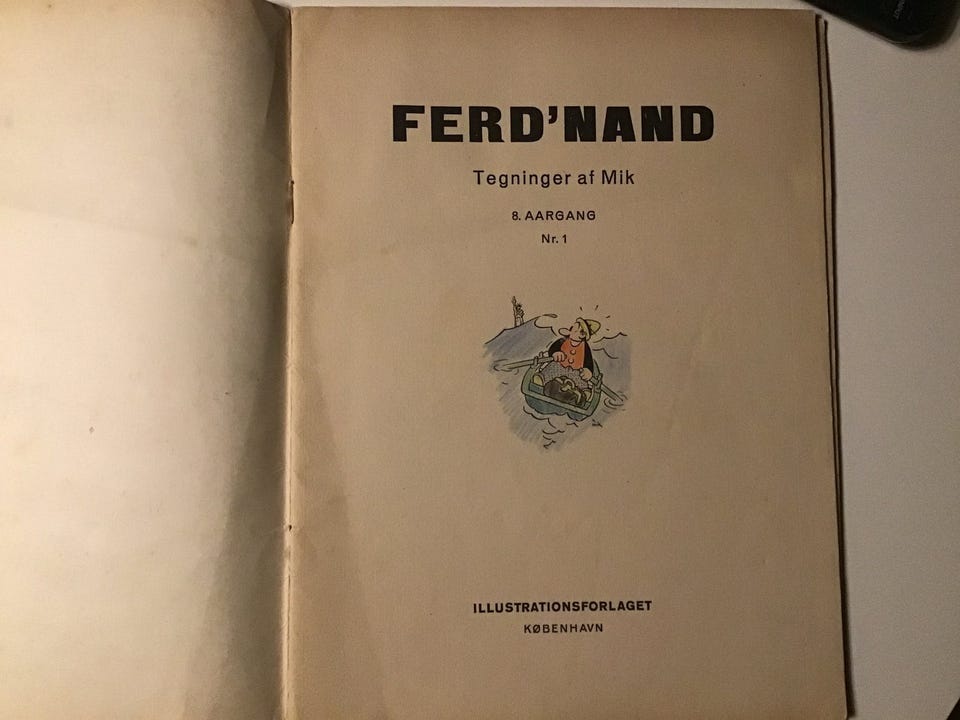 FERD'NAND
Tegninger af Mik
8. AARGANG
Nr. 1
ILLUSTRATIONSFORLAGET
KØBENHAVN